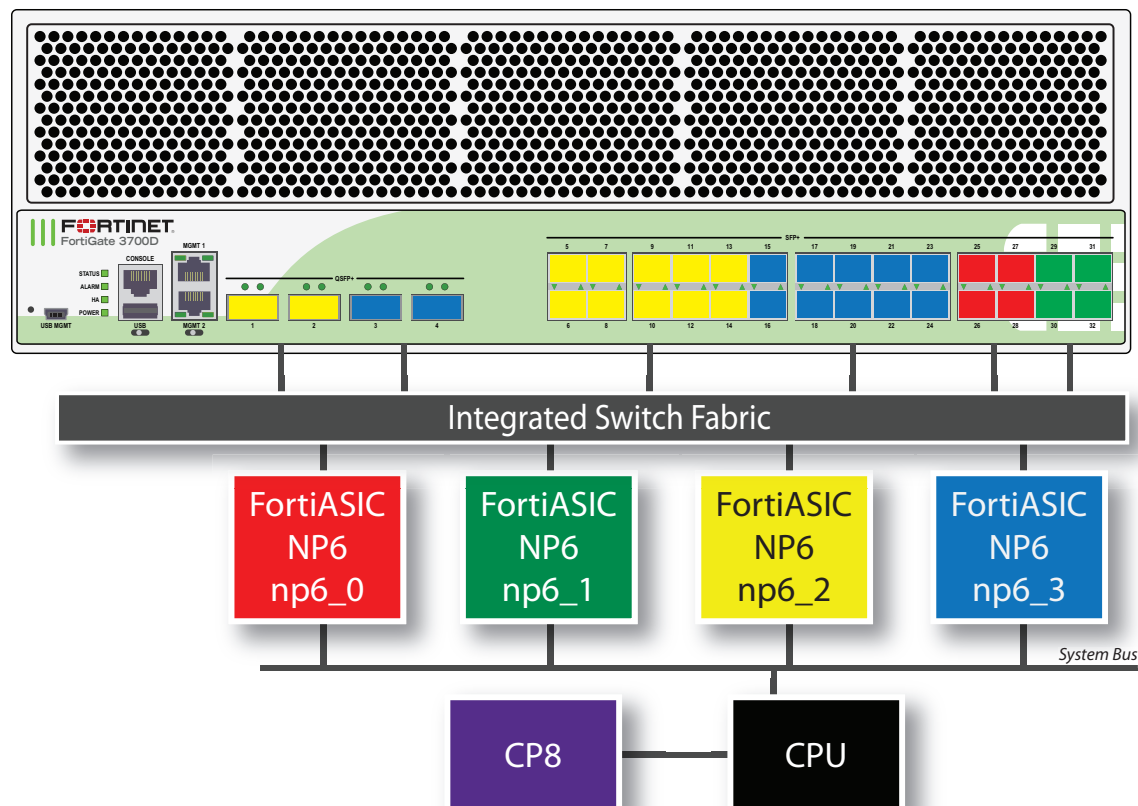 FORTINET
FortiGate 3700D
STATUS
ALARM
HA
POWER
USB MGMT
CONSOLE
USB
MGMT 1
MGMT 2
QSFP+
1 2 3 4
SFP+
5 7 9 11 13 15 17 19 21 23 25 27 29 31
6 8 10 12 14 16 18 20 22 24 26 28 30 32
Integrated Switch Fabric
FortiASIC
NP6
np6_0
FortiASIC
NP6
np6_1
FortiASIC
NP6
np6_2
FortiASIC
NP6
np6_3
System Bus
CP8
CPU